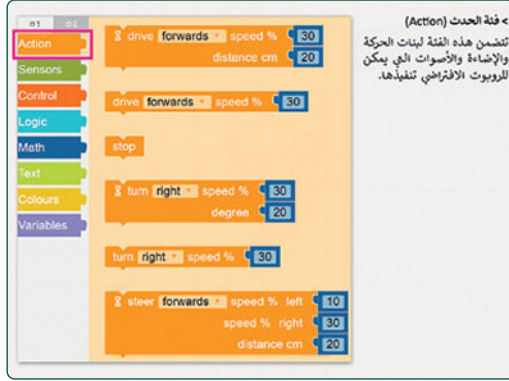 > فئة الحدث (Action)
تتضمن هذه الفئة لبنات الحركة
والإضاءة والأصوات التي يمكن
للروبوت الافتراضي تنفيذها.
Action
Sensors
Control
Logic
Math
Text
Colours
Variables
drive forwards speed % 30
distance cm 20
drive forwards speed % 30
stop
turn right speed % 30
degree 20
turn right speed % 30
steer forwards speed % left 10
speed % right 30
distance cm 20